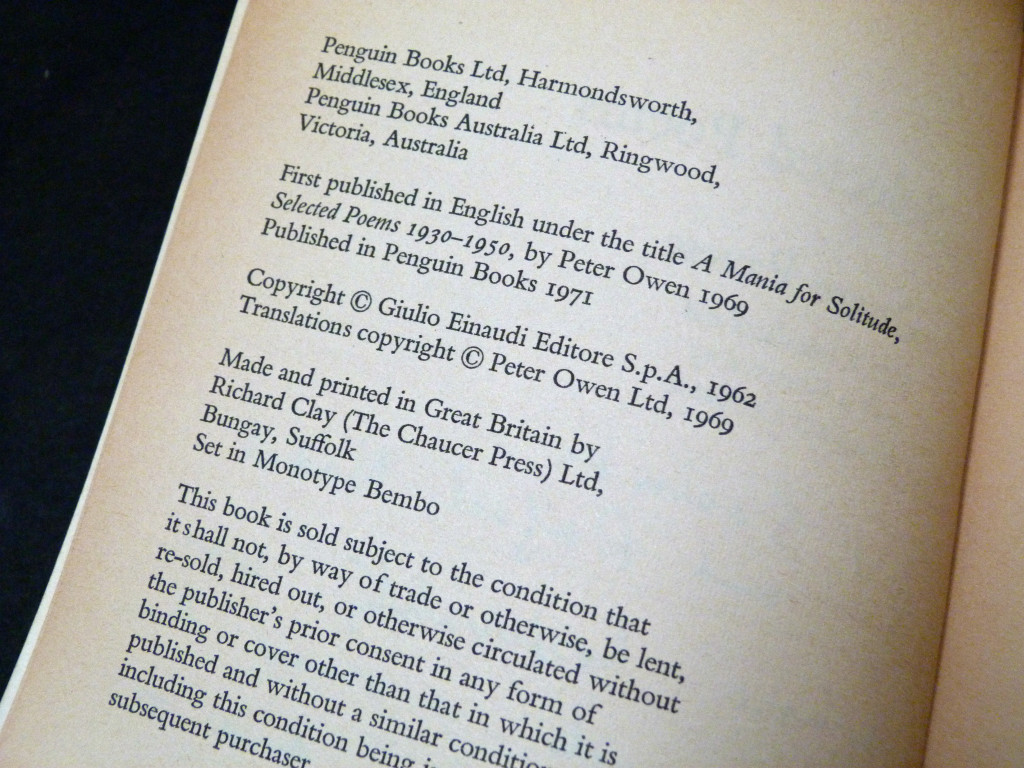 Penguin Books Ltd, Harmondsworth,
Middlesex, England
Penguin Books Australia Ltd, Ringwood,
Victoria, Australia
First published in English under the title A Mania for Solitude,
Selected Poems 1930–1950, by Peter Owen 1969
Published in Penguin Books 1971
Copyright © Giulio Einaudi Editore S.p.A., 1962
Translations copyright © Peter Owen Ltd, 1969
Made and printed in Great Britain by
Richard Clay (The Chaucer Press) Ltd,
Bungay, Suffolk
Set in Monotype Bembo
This book is sold subject to the condition that
it shall not, by way of trade or otherwise, be lent,
re-sold, hired out, or otherwise circulated without
the publisher's prior consent in any form of
binding or cover other than that in which it is
published and without a similar condition
including this condition being
subsequent purchaser